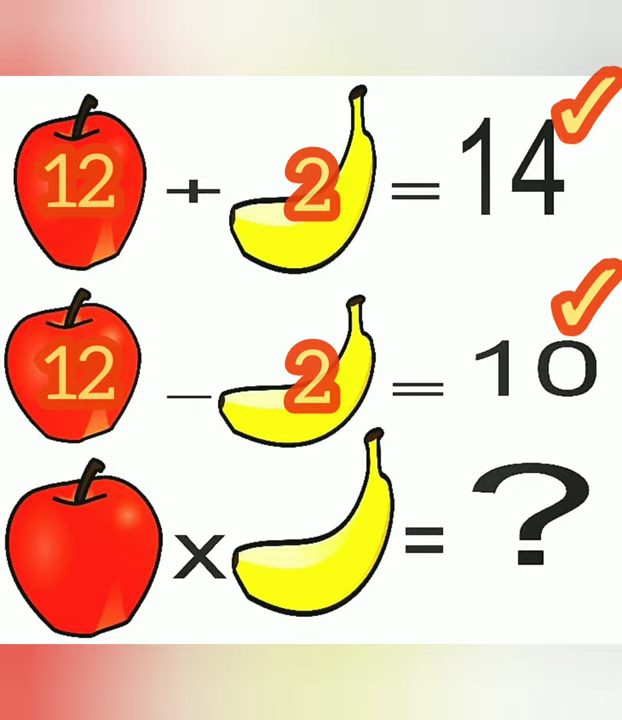 12 + 2 = 14 ✓
12 − 2 = 10 ✓
x = ?